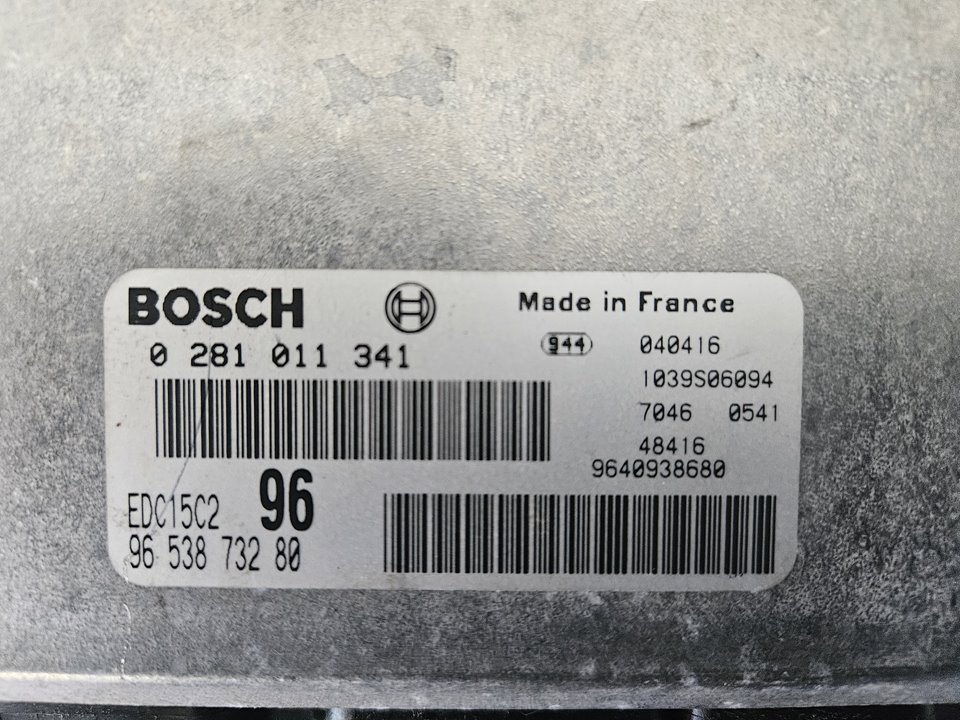 BOSCH
Made in France
0 281 011 341
944
040416
1039S06094
7046 0541
48416
9640938680
EDC15C2 96
96 538 732 80